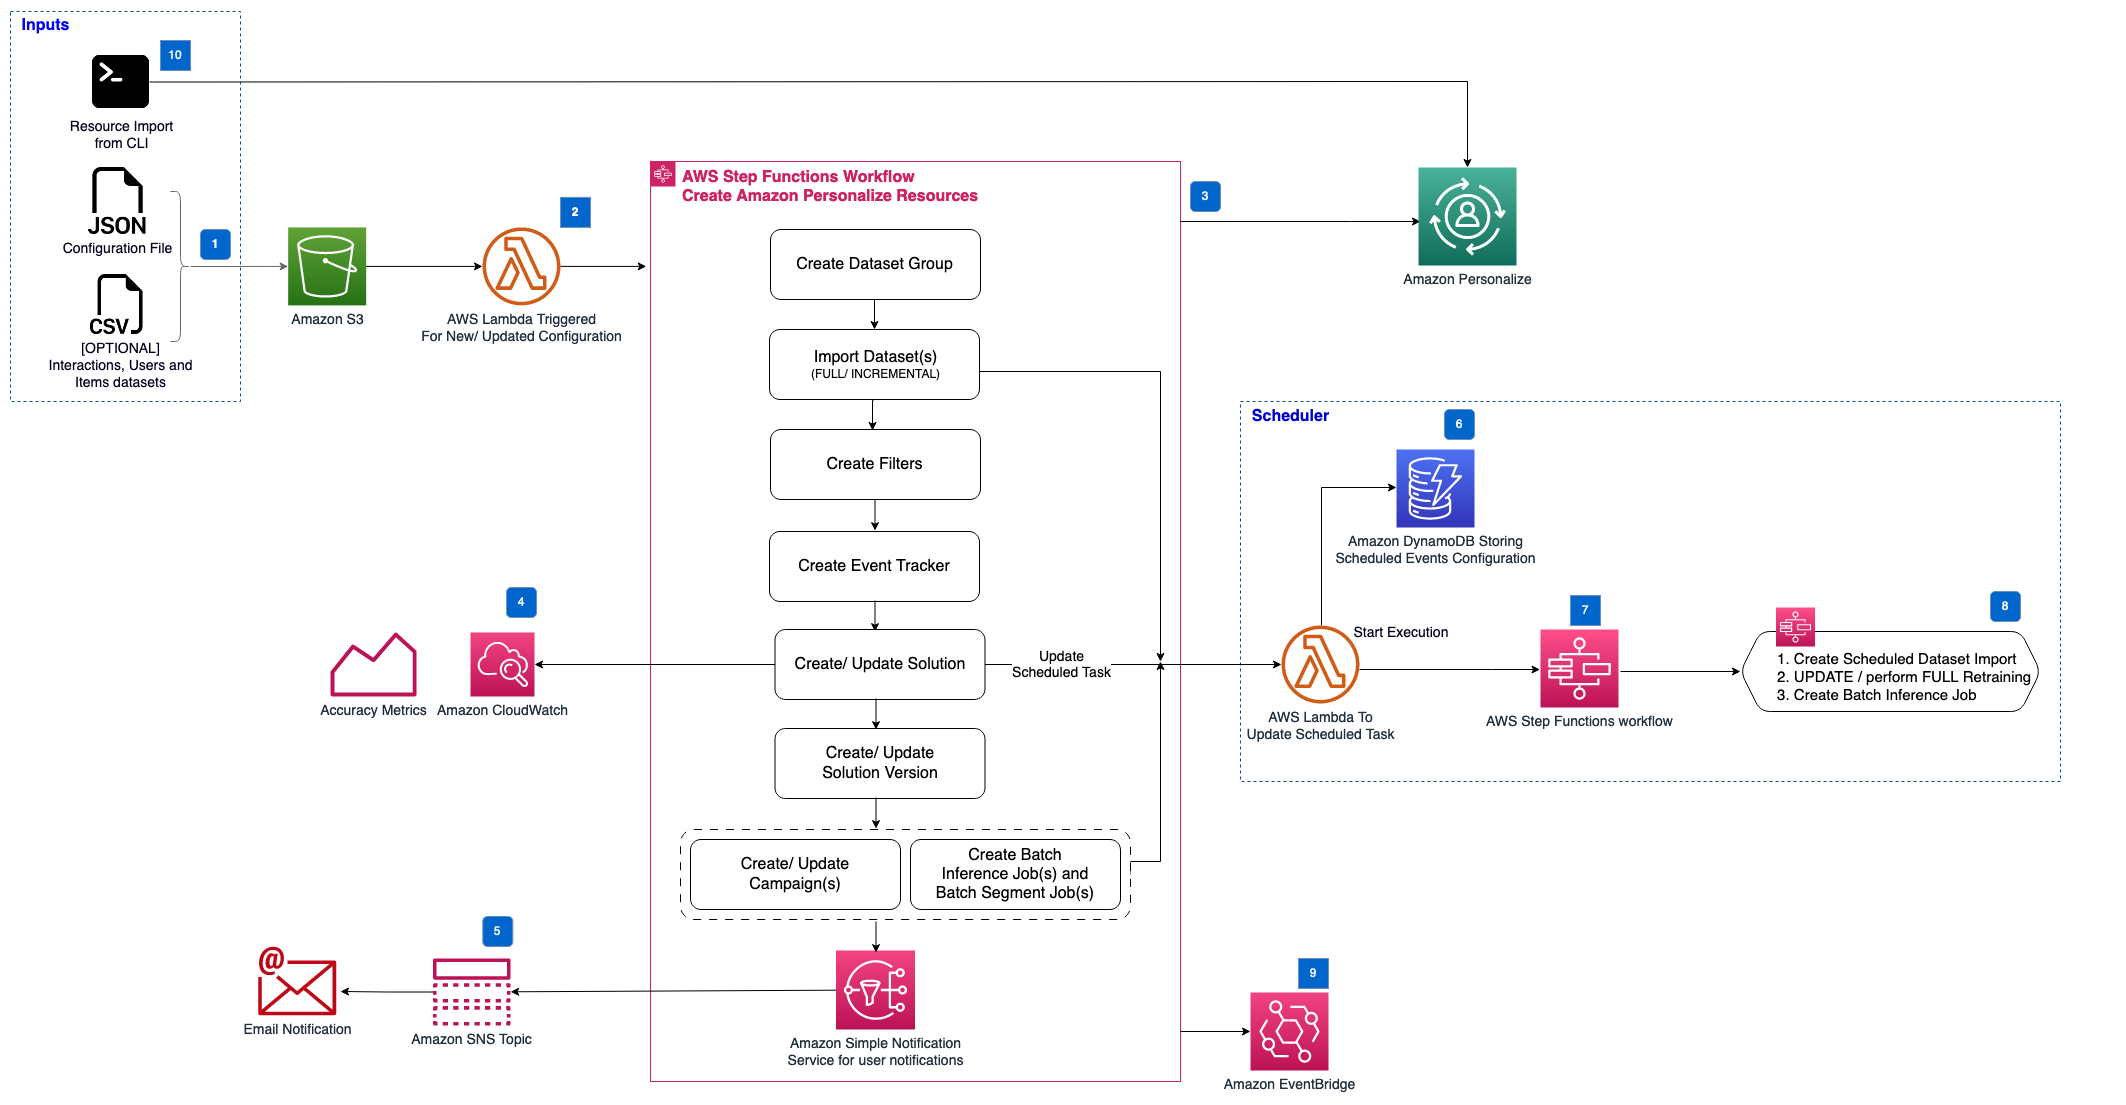 Inputs
10
>_
Resource Import
from CLI
JSON
Configuration File
1
CSV
[OPTIONAL]
Interactions, Users and
Items datasets
Amazon S3
2
AWS Lambda Triggered
For New/ Updated Configuration
AWS Step Functions Workflow
Create Amazon Personalize Resources
Create Dataset Group
Import Dataset(s)
(FULL/ INCREMENTAL)
Create Filters
Create Event Tracker
Create/ Update Solution
Update
Scheduled Task
Create/ Update
Solution Version
Create/ Update
Campaign(s)
Create Batch
Inference Job(s) and
Batch Segment Job(s)
Amazon Simple Notification
Service for user notifications
3
Amazon Personalize
4
Accuracy Metrics
Amazon CloudWatch
5
@
Email Notification
Amazon SNS Topic
Scheduler
6
Amazon DynamoDB Storing
Scheduled Events Configuration
Start Execution
AWS Lambda To
Update Scheduled Task
7
AWS Step Functions workflow
8
1. Create Scheduled Dataset Import
2. UPDATE / perform FULL Retraining
3. Create Batch Inference Job
9
Amazon EventBridge